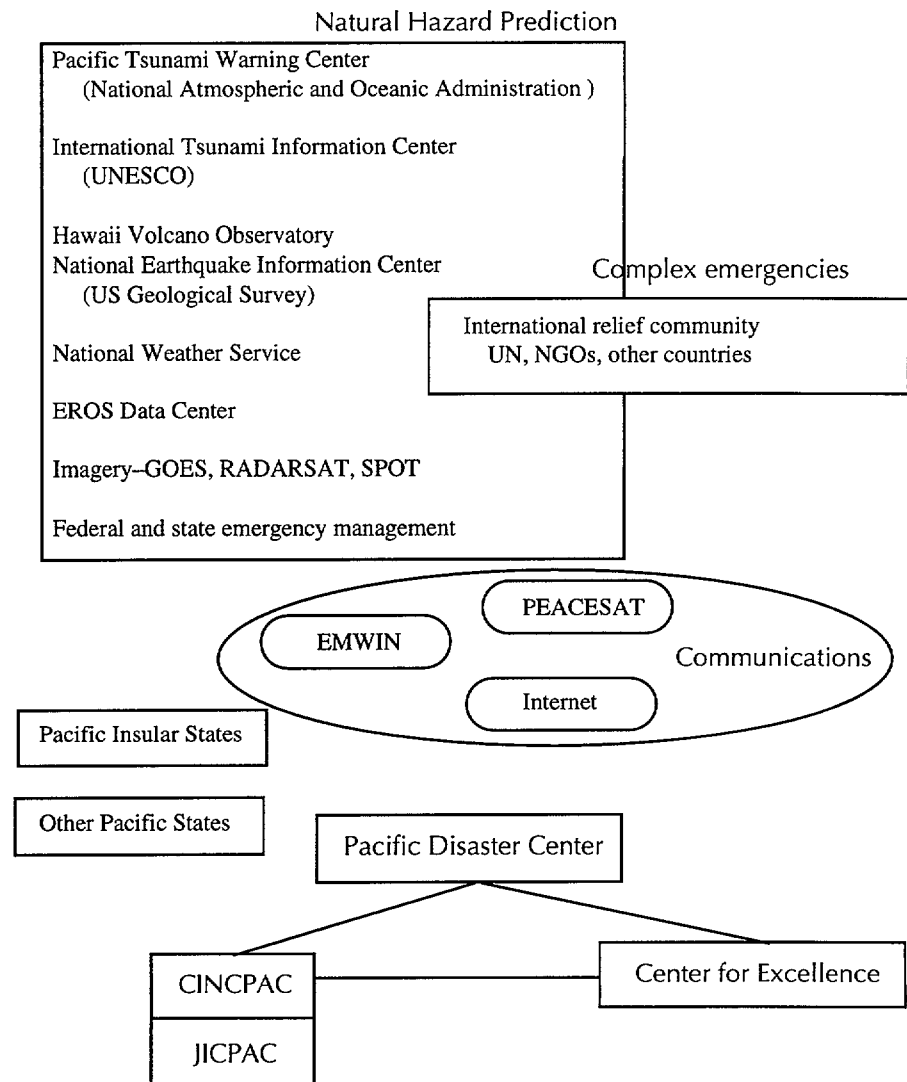 Natural Hazard Prediction
Pacific Tsunami Warning Center
(National Atmospheric and Oceanic Administration )
International Tsunami Information Center
(UNESCO)
Hawaii Volcano Observatory
National Earthquake Information Center
(US Geological Survey)
National Weather Service
EROS Data Center
Imagery--GOES, RADARSAT, SPOT
Federal and state emergency management
Complex emergencies
International relief community
UN, NGOs, other countries
PEACESAT
EMWIN
Communications
Internet
Pacific Insular States
Other Pacific States
Pacific Disaster Center
CINCPAC
JICPAC
Center for Excellence